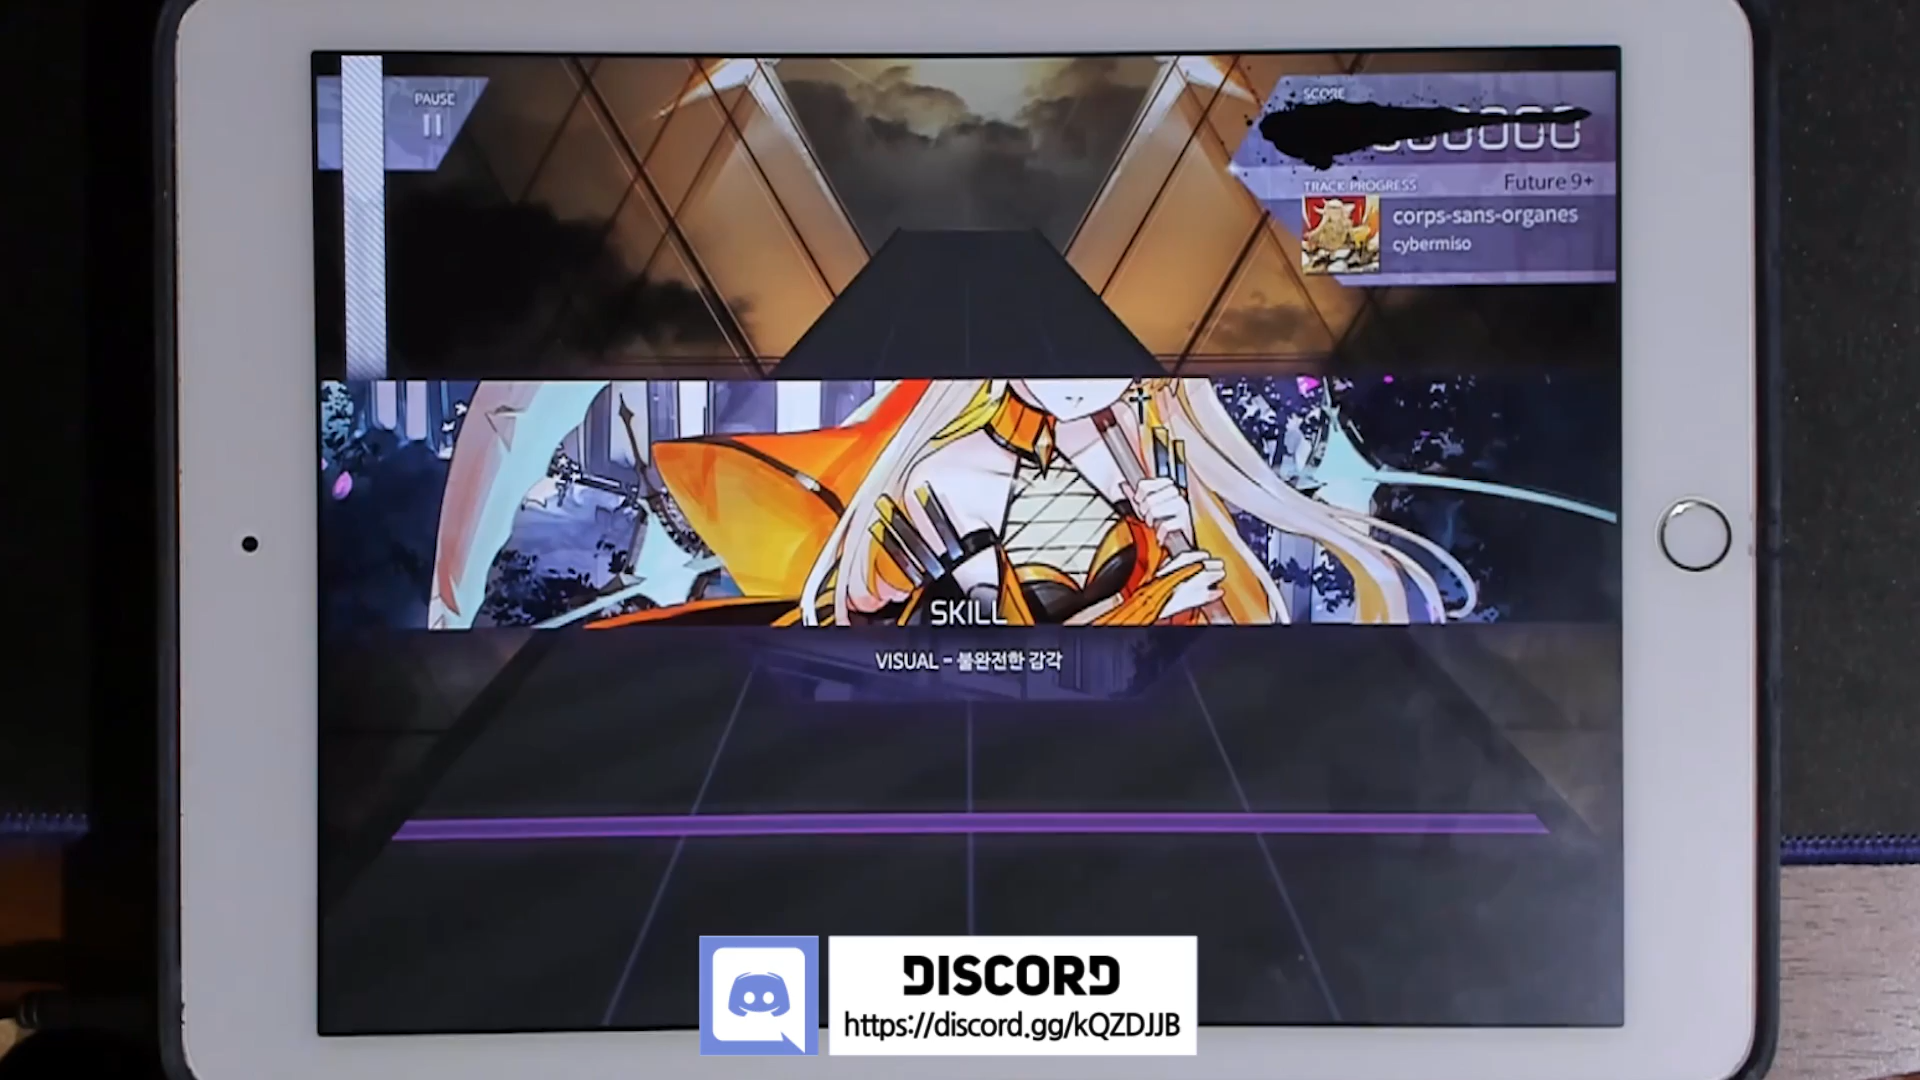 PAUSE
SCORE
000000
TRACK PROGRESS
Future 9+
corps-sans-organes
cybermiso
SKILL
VISUAL - 불완전한 감각
DISCORD
https://discord.gg/kQZDJJB